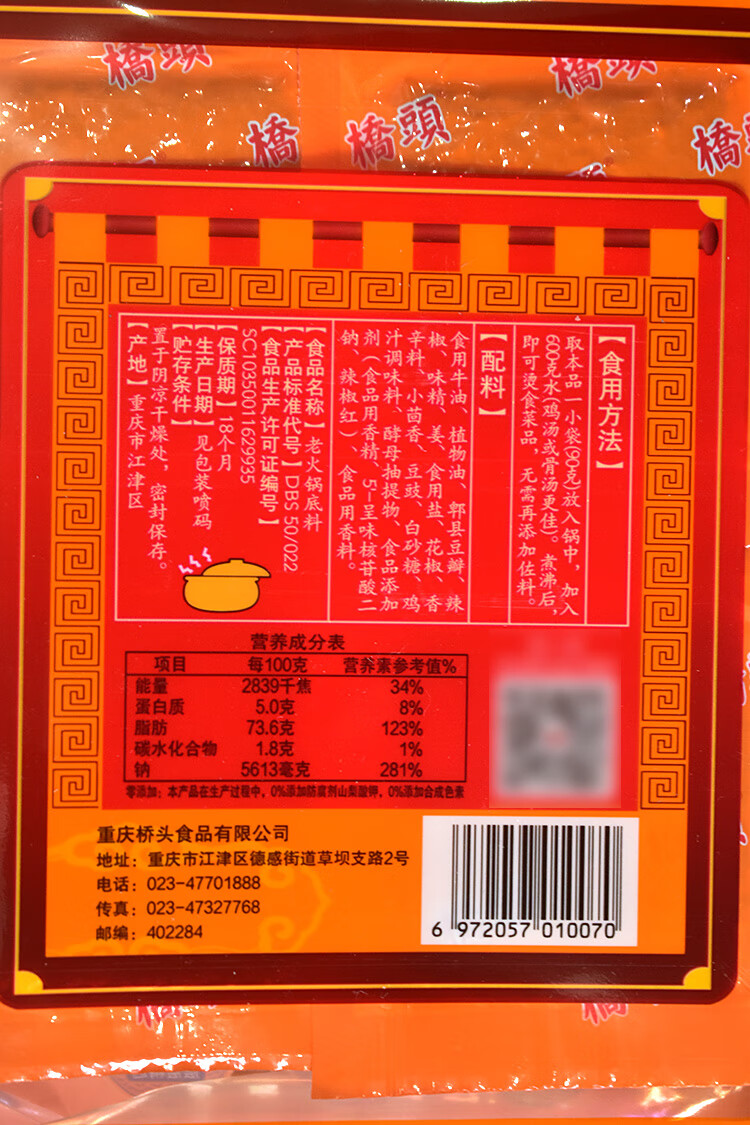 橋頭
橋頭
橋
橋頭
橋
【食用方法】
取本品一小袋(90克)放入锅中，加入
600克水(鸡汤或骨汤更佳)。煮沸后，
即可烫食菜品，无需再添加佐料。
【配料】
食用牛油、植物油、郫县豆瓣、辣
椒、味精、姜、食用盐、花椒、香
辛料、小茴香、豆豉、白砂糖、鸡
汁调味料、酵母抽提物、食品添加
剂（食品用香精、5-呈味核苷酸二
钠、辣椒红）食品用香料。
【食品名称】老火锅底料
【产品标准代号】DBS 50/022
【食品生产许可证编号】
SC10350011629935
【保质期】18个月
【生产日期】见包装喷码
【贮存条件】
置于阴凉干燥处，密封保存。
【产地】重庆市江津区
营养成分表
项目 每100克 营养素参考值%
能量 2839千焦 34%
蛋白质 5.0克 8%
脂肪 73.6克 123%
碳水化合物 1.8克 1%
钠 5613毫克 281%
零添加：本产品在生产过程中，0%添加防腐剂山梨酸钾，0%添加合成色素
重庆桥头食品有限公司
地址：重庆市江津区德感街道草坝支路2号
电话：023-47701888
传真：023-47327768
邮编：402284
6 972057 010070